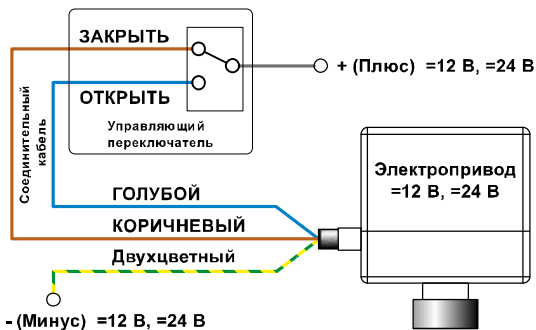 ЗАКРЫТЬ
+ (Плюс) =12 В, =24 В
ОТКРЫТЬ
Управляющий
переключатель
Соединительный
кабель
Электропривод
=12 В, =24 В
ГОЛУБОЙ
КОРИЧНЕВЫЙ
Двухцветный
- (Минус) =12 В, =24 В